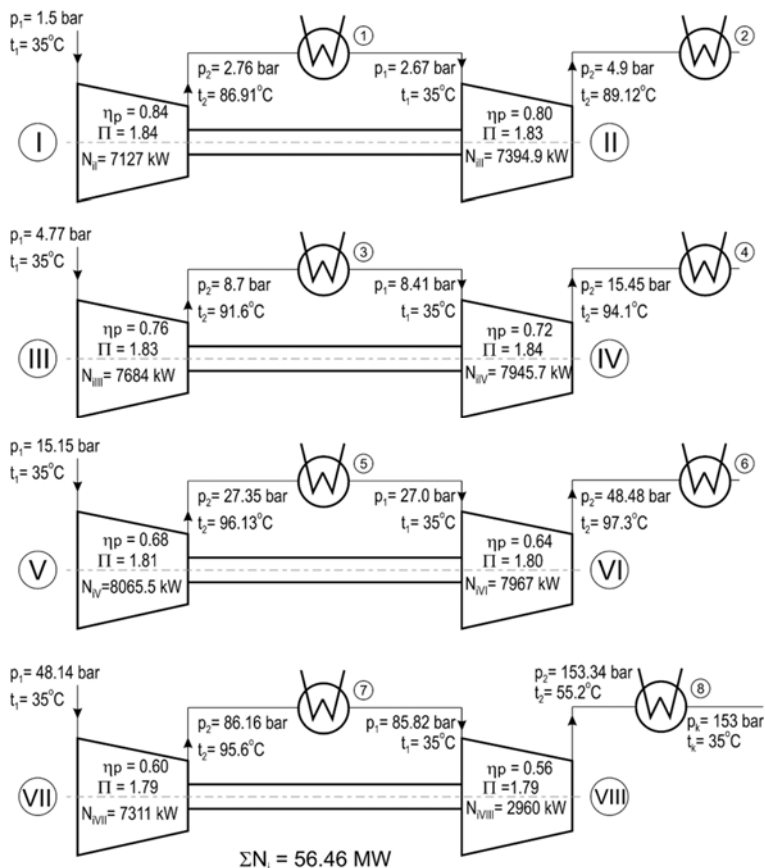 p₁= 1.5 bar
t₁= 35°C
ηp = 0.84
Π = 1.84
N_iI = 7127 kW
I
p₂= 2.76 bar
t₂= 86.91°C
1
p₁= 2.67 bar
t₁= 35°C
ηp = 0.80
Π = 1.83
N_iII= 7394.9 kW
II
p₂= 4.9 bar
t₂= 89.12°C
2
p₁= 4.77 bar
t₁= 35°C
ηp = 0.76
Π = 1.83
N_iIII= 7684 kW
III
p₂= 8.7 bar
t₂= 91.6°C
3
p₁= 8.41 bar
t₁= 35°C
ηp = 0.72
Π = 1.84
N_iIV= 7945.7 kW
IV
p₂= 15.45 bar
t₂= 94.1°C
4
p₁= 15.15 bar
t₁= 35°C
ηp = 0.68
Π = 1.81
N_iV=8065.5 kW
V
p₂= 27.35 bar
t₂= 96.13°C
5
p₁= 27.0 bar
t₁= 35°C
ηp = 0.64
Π = 1.80
N_iVI= 7967 kW
VI
p₂= 48.48 bar
t₂= 97.3°C
6
p₁= 48.14 bar
t₁= 35°C
ηp = 0.60
Π = 1.79
N_iVII= 7311 kW
VII
p₂= 86.16 bar
t₂= 95.6°C
7
p₁= 85.82 bar
t₁= 35°C
ηp = 0.56
Π =1.79
N_iVIII= 2960 kW
VIII
p₂= 153.34 bar
t₂= 55.2°C
8
pₖ= 153 bar
tₖ= 35°C
ΣNᵢ = 56.46 MW